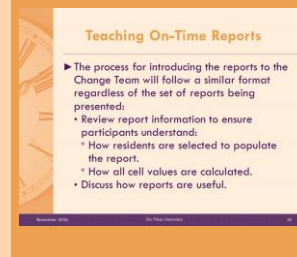 Teaching On-Time Reports
►The process for introducing the reports to the
Change Team will follow a similar format
regardless of the set of reports being
presented:
• Review report information to ensure
participants understand:
° How residents are selected to populate
the report.
° How all cell values are calculated.
• Discuss how reports are useful.
On-Time Overview